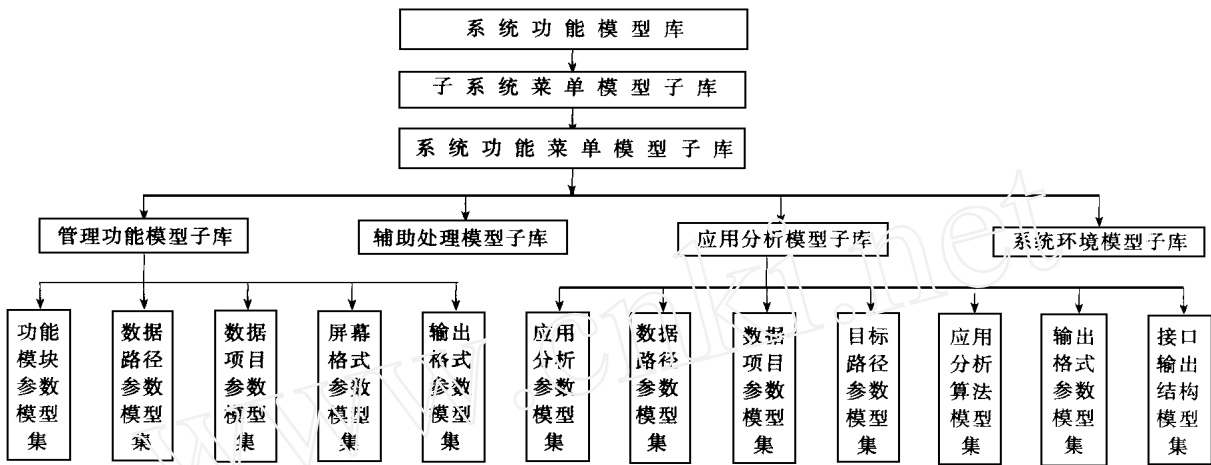 系统功能模型库
子系统菜单模型子库
系统功能菜单模型子库
管理功能模型子库
辅助处理模型子库
应用分析模型子库
系统环境模型子库
功能
模块
参数
模型
集
数据
路径
参数
模型
集
数据
项目
参数
模型
集
屏幕
格式
参数
模型
集
输出
格式
参数
模型
集
应用
分析
参数
模型
集
数据
路径
参数
模型
集
数据
项目
参数
模型
集
目标
路径
参数
模型
集
应用
分析
算法
模型
集
输出
格式
参数
模型
集
接口
输出
结构
模型
集
www.cnki.net